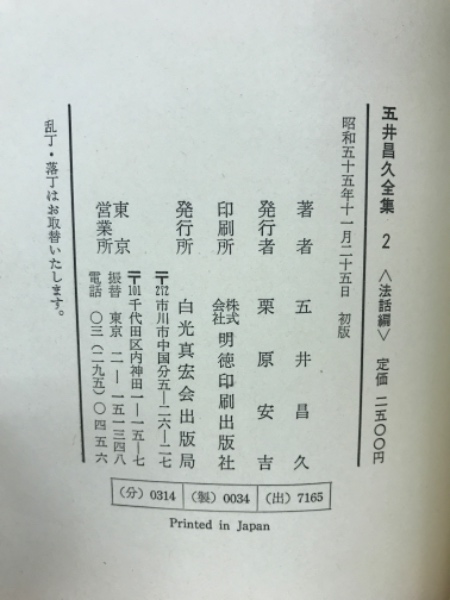 五井昌久全集 2 〈法話編〉 定価 二五〇〇円
昭和五十五年十一月二十五日 初版
著者 五井昌久
発行者 栗原安吉
印刷所 株式会社 明徳印刷出版社
発行所 白光真宏会出版局
〒272 市川市中国分五―二六―二七
東京営業所 〒101 千代田区内神田一―一五―七
振替 東京 二―一五一三四八
電話 〇三(二九五)〇四五六
乱丁・落丁はお取替いたします。
(分) 0314 (製) 0034 (出) 7165
Printed in Japan